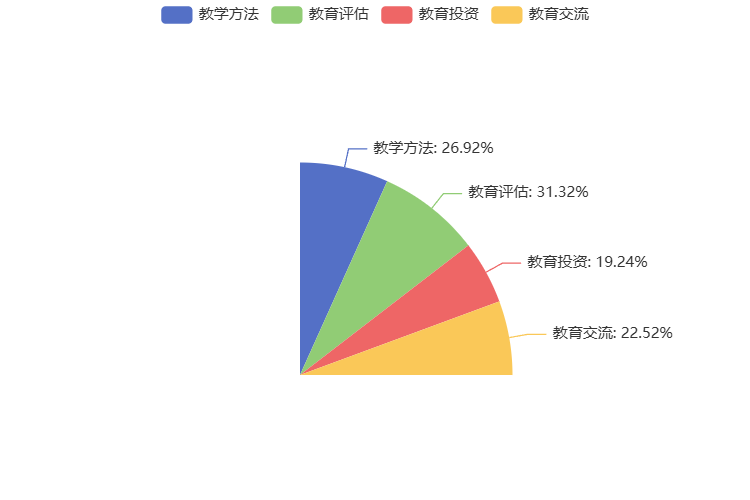 教学方法 教育评估 教育投资 教育交流
教学方法: 26.92%
教育评估: 31.32%
教育投资: 19.24%
教育交流: 22.52%